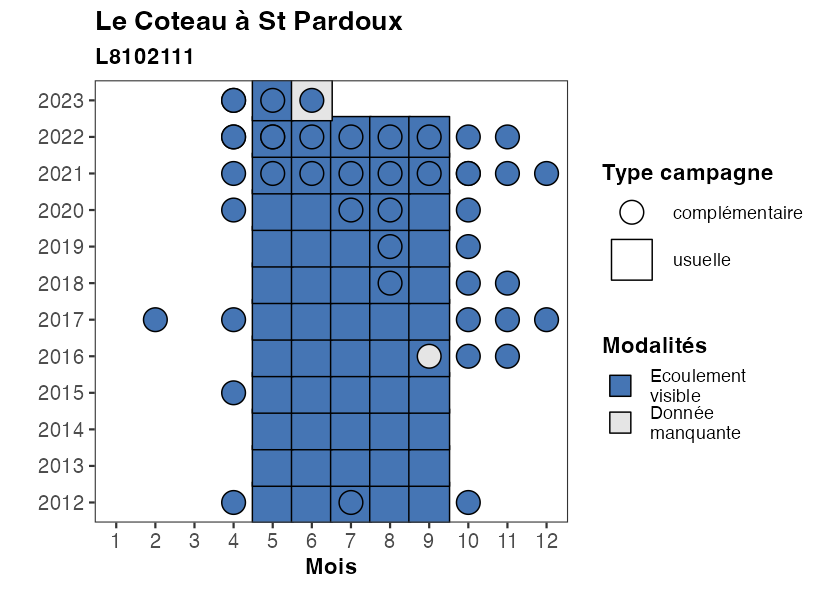 Le Coteau à St Pardoux
L8102111
2023
2022
2021
2020
2019
2018
2017
2016
2015
2014
2013
2012
1 2 3 4 5 6 7 8 9 10 11 12
Mois
Type campagne
complémentaire
usuelle
Modalités
Ecoulement
visible
Donnée
manquante